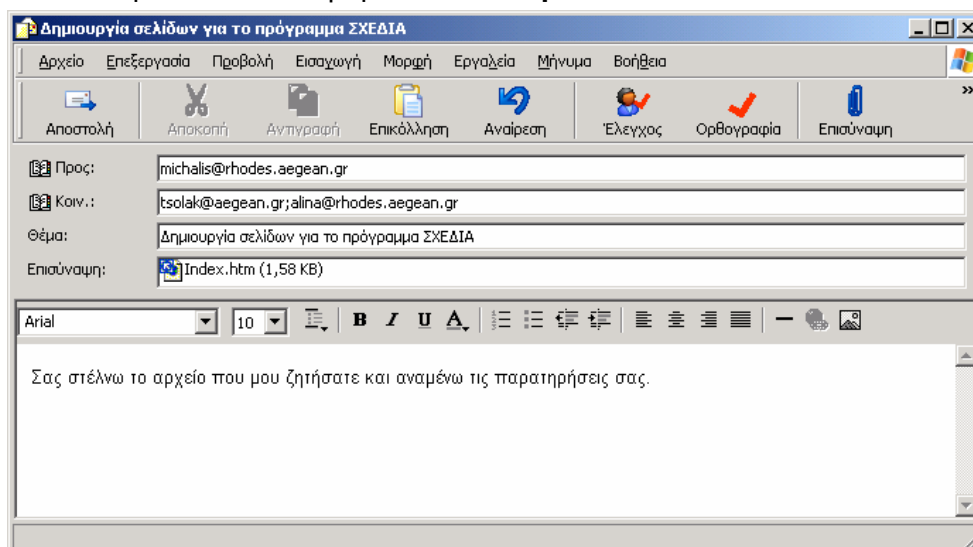 Δημιουργία σελίδων για το πρόγραμμα ΣΧΕΔΙΑ
Αρχείο Επεξεργασία Προβολή Εισαγωγή Μορφή Εργαλεία Μήνυμα Βοήθεια
Αποστολή Αποκοπή Αντιγραφή Επικόλληση Αναίρεση Έλεγχος Ορθογραφία Επισύναψη »
Προς: michalis@rhodes.aegean.gr
Κοιν.: tsolak@aegean.gr;alina@rhodes.aegean.gr
Θέμα: Δημιουργία σελίδων για το πρόγραμμα ΣΧΕΔΙΑ
Επισύναψη: Index.htm (1,58 KB)
Arial 10 B I U A
Σας στέλνω το αρχείο που μου ζητήσατε και αναμένω τις παρατηρήσεις σας.